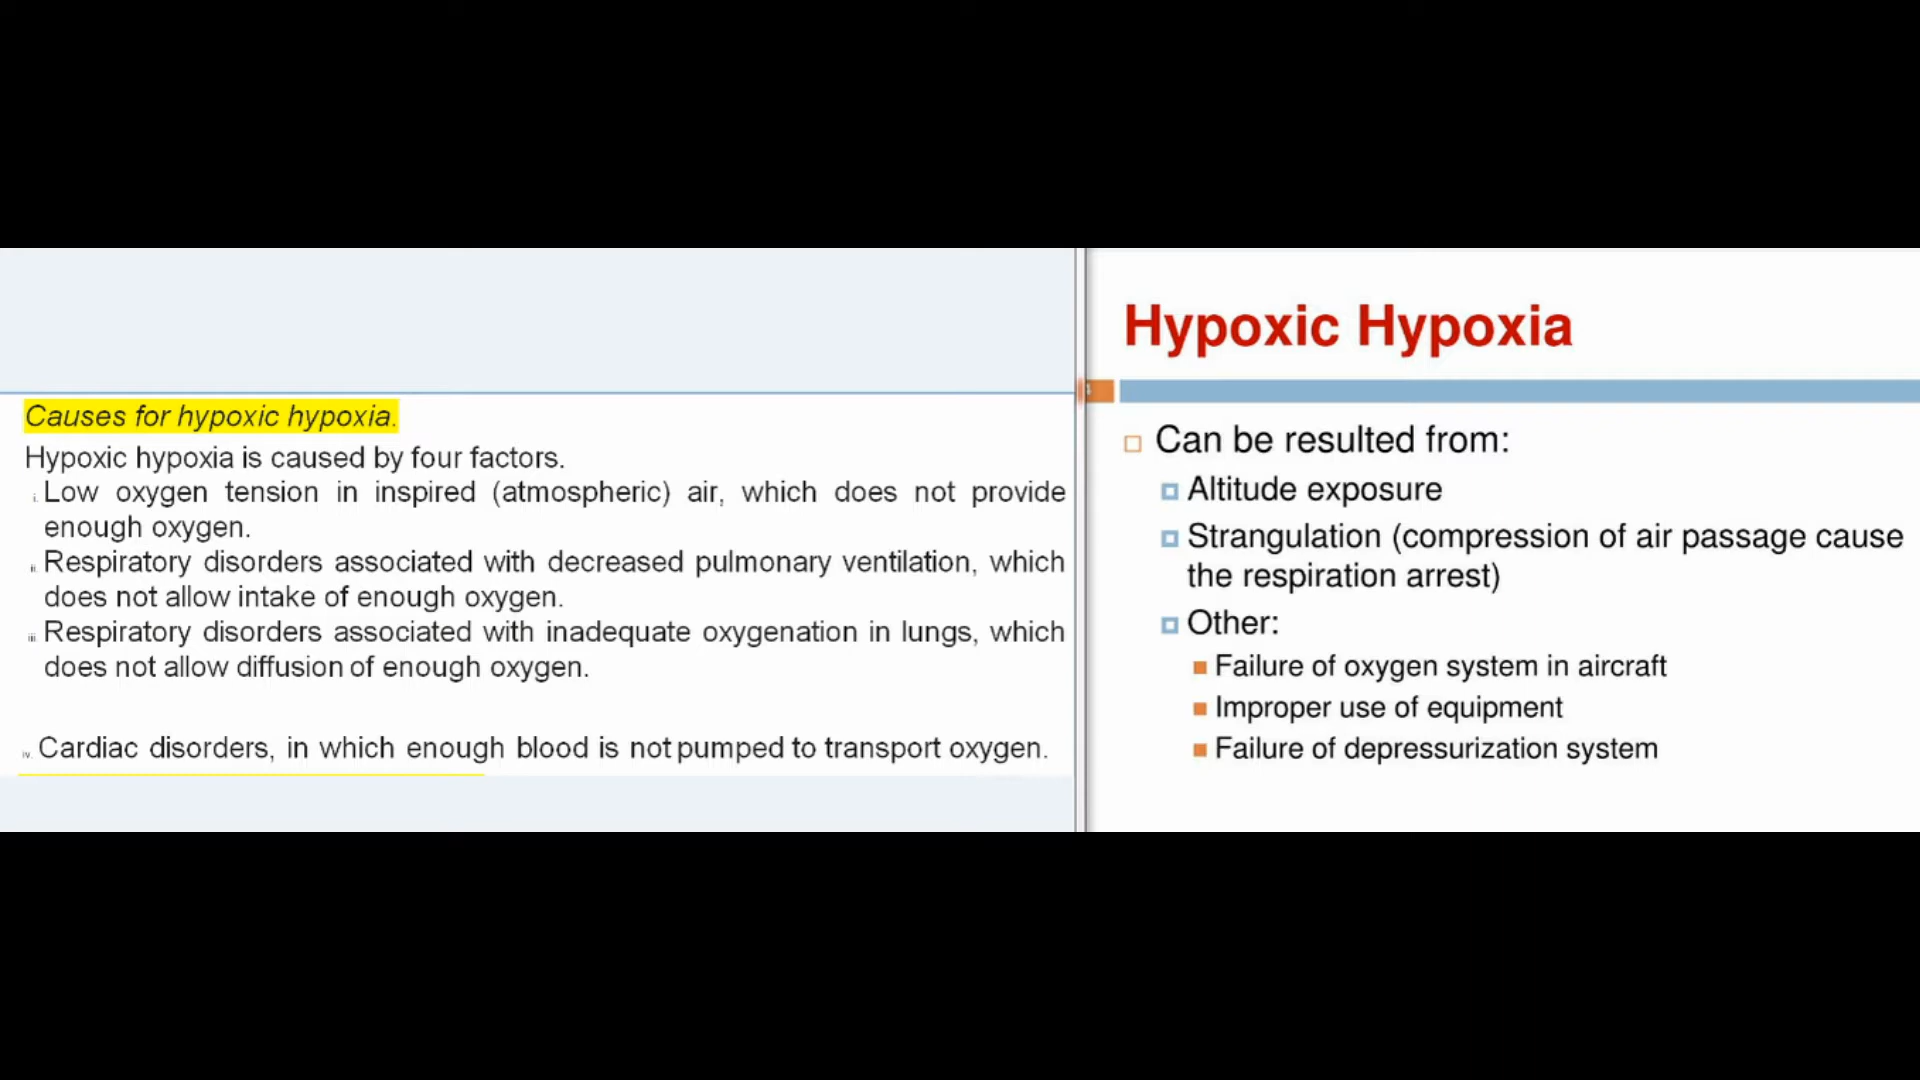 Causes for hypoxic hypoxia.
Hypoxic hypoxia is caused by four factors.
i. Low oxygen tension in inspired (atmospheric) air, which does not provide
enough oxygen.
ii. Respiratory disorders associated with decreased pulmonary ventilation, which
does not allow intake of enough oxygen.
iii. Respiratory disorders associated with inadequate oxygenation in lungs, which
does not allow diffusion of enough oxygen.
iv. Cardiac disorders, in which enough blood is not pumped to transport oxygen.
Hypoxic Hypoxia
Can be resulted from:
Altitude exposure
Strangulation (compression of air passage cause
the respiration arrest)
Other:
Failure of oxygen system in aircraft
Improper use of equipment
Failure of depressurization system